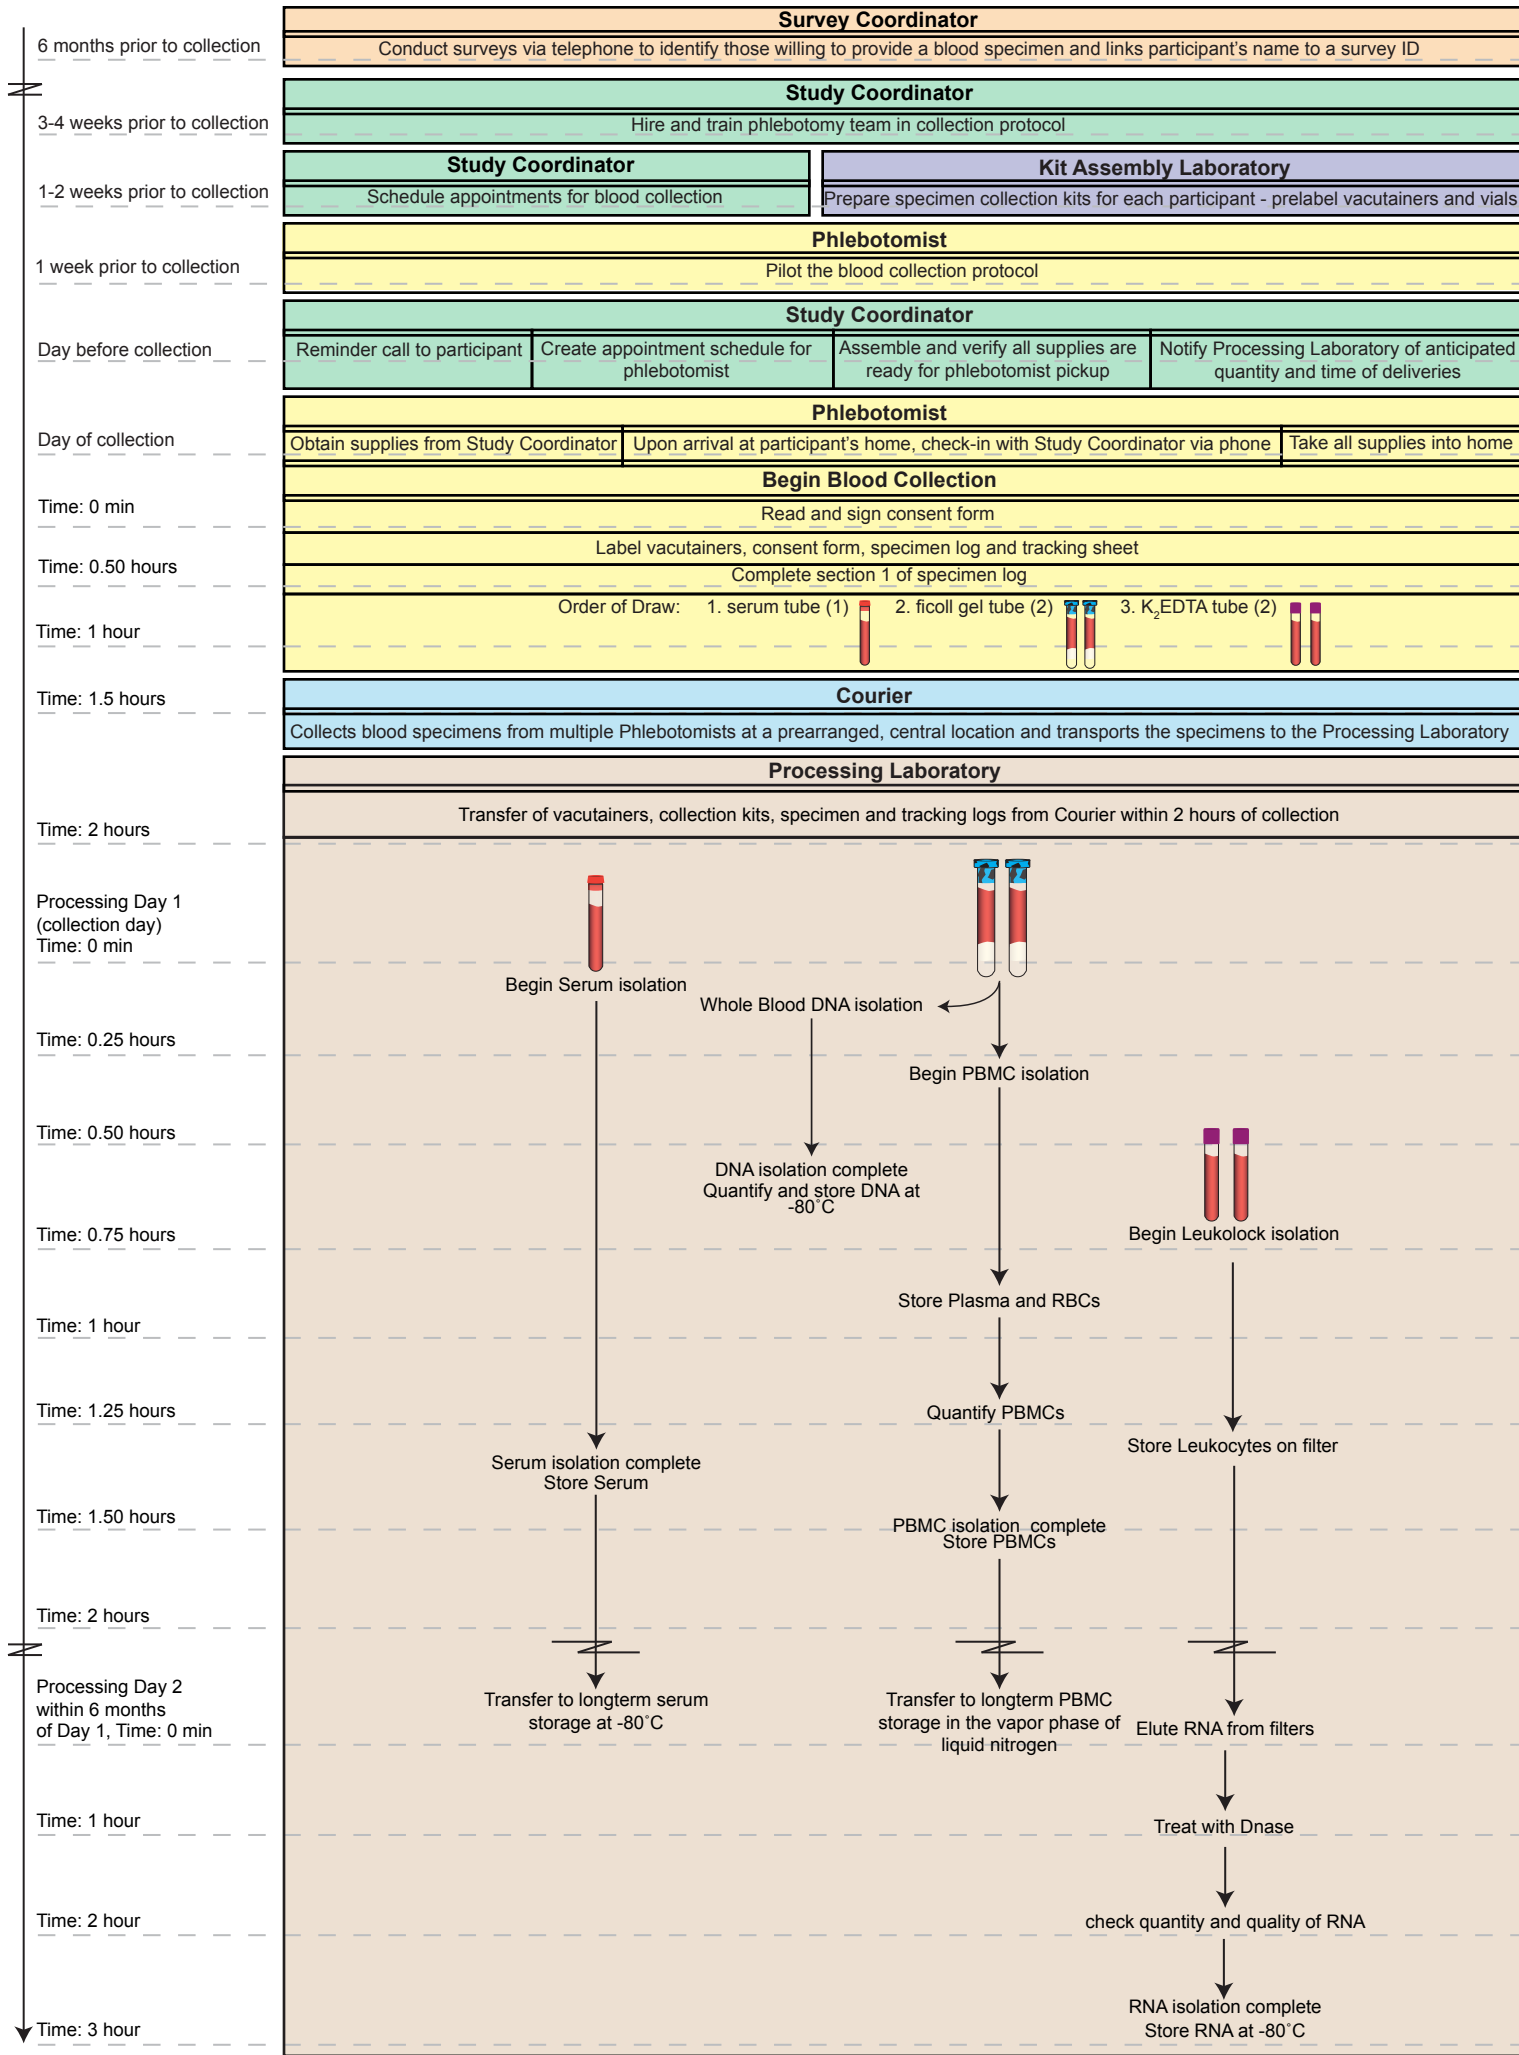 Survey Coordinator
6 months prior to collection
Conduct surveys via telephone to identify those willing to provide a blood specimen and links participant's name to a survey ID
Study Coordinator
3-4 weeks prior to collection
Hire and train phlebotomy team in collection protocol
Study Coordinator
Kit Assembly Laboratory
1-2 weeks prior to collection
Schedule appointments for blood collection
Prepare specimen collection kits for each participant - prelabel vacutainers and vials
Phlebotomist
1 week prior to collection
Pilot the blood collection protocol
Study Coordinator
Day before collection
Reminder call to participant
Create appointment schedule for
phlebotomist
Assemble and verify all supplies are
ready for phlebotomist pickup
Notify Processing Laboratory of anticipated
quantity and time of deliveries
Phlebotomist
Day of collection
Obtain supplies from Study Coordinator
Upon arrival at participant's home, check-in with Study Coordinator via phone
Take all supplies into home
Begin Blood Collection
Time: 0 min
Read and sign consent form
Label vacutainers, consent form, specimen log and tracking sheet
Time: 0.50 hours
Complete section 1 of specimen log
Order of Draw: 1. serum tube (1) 2. ficoll gel tube (2) 3. K₂EDTA tube (2)
Time: 1 hour
Time: 1.5 hours
Courier
Collects blood specimens from multiple Phlebotomists at a prearranged, central location and transports the specimens to the Processing Laboratory
Processing Laboratory
Transfer of vacutainers, collection kits, specimen and tracking logs from Courier within 2 hours of collection
Time: 2 hours
Processing Day 1
(collection day)
Time: 0 min
Begin Serum isolation
Whole Blood DNA isolation
Time: 0.25 hours
Begin PBMC isolation
Time: 0.50 hours
DNA isolation complete
Quantify and store DNA at
-80˚C
Time: 0.75 hours
Begin Leukolock isolation
Store Plasma and RBCs
Time: 1 hour
Time: 1.25 hours
Quantify PBMCs
Store Leukocytes on filter
Serum isolation complete
Store Serum
Time: 1.50 hours
PBMC isolation complete
Store PBMCs
Time: 2 hours
Processing Day 2
within 6 months
of Day 1, Time: 0 min
Transfer to longterm serum
storage at -80˚C
Transfer to longterm PBMC
storage in the vapor phase of
liquid nitrogen
Elute RNA from filters
Time: 1 hour
Treat with Dnase
Time: 2 hour
check quantity and quality of RNA
RNA isolation complete
Store RNA at -80˚C
Time: 3 hour